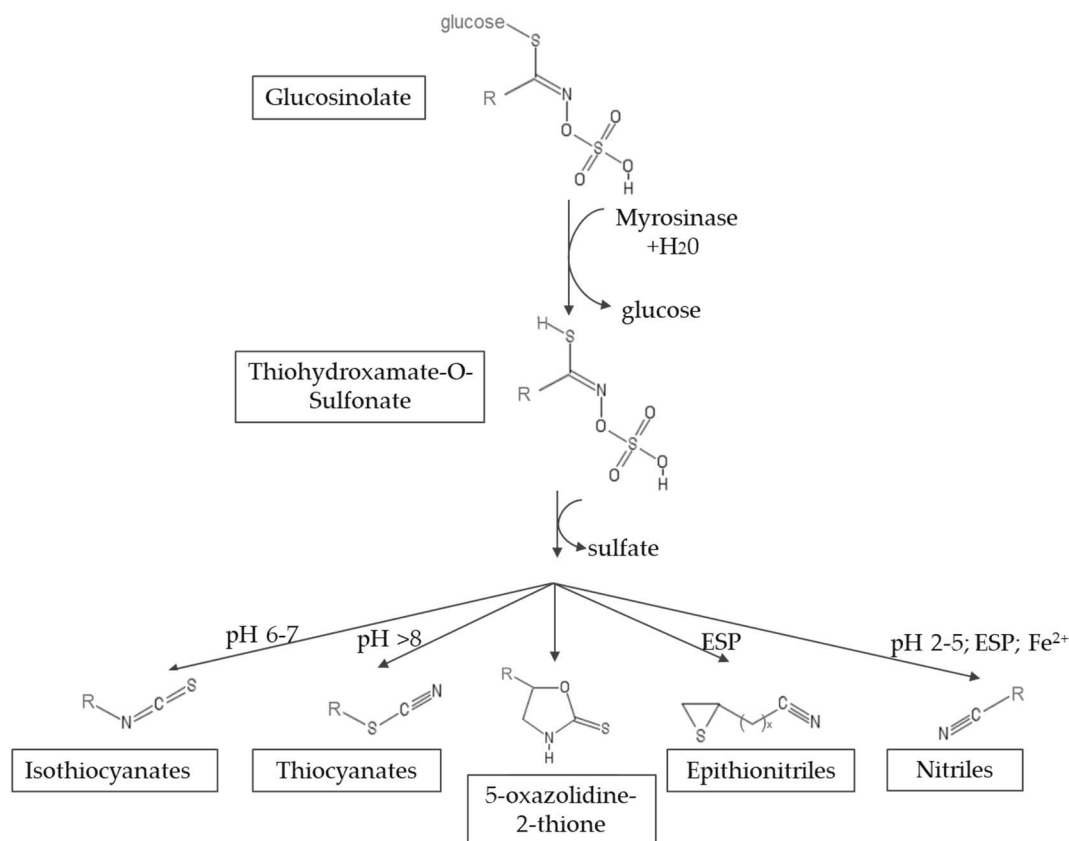 glucose
S
Glucosinolate
R
N
O
O
S
O
O
H
Myrosinase
+H20
glucose
H
S
Thiohydroxamate-O-
Sulfonate
R
N
O
O
S
O
O
H
sulfate
pH 6-7
pH >8
ESP
pH 2-5; ESP; Fe²⁺
R
N
C
S
R
S
C
N
R
O
N
H
S
S
( )x
C
N
N
C
R
Isothiocyanates
Thiocyanates
5-oxazolidine-
2-thione
Epithionitriles
Nitriles